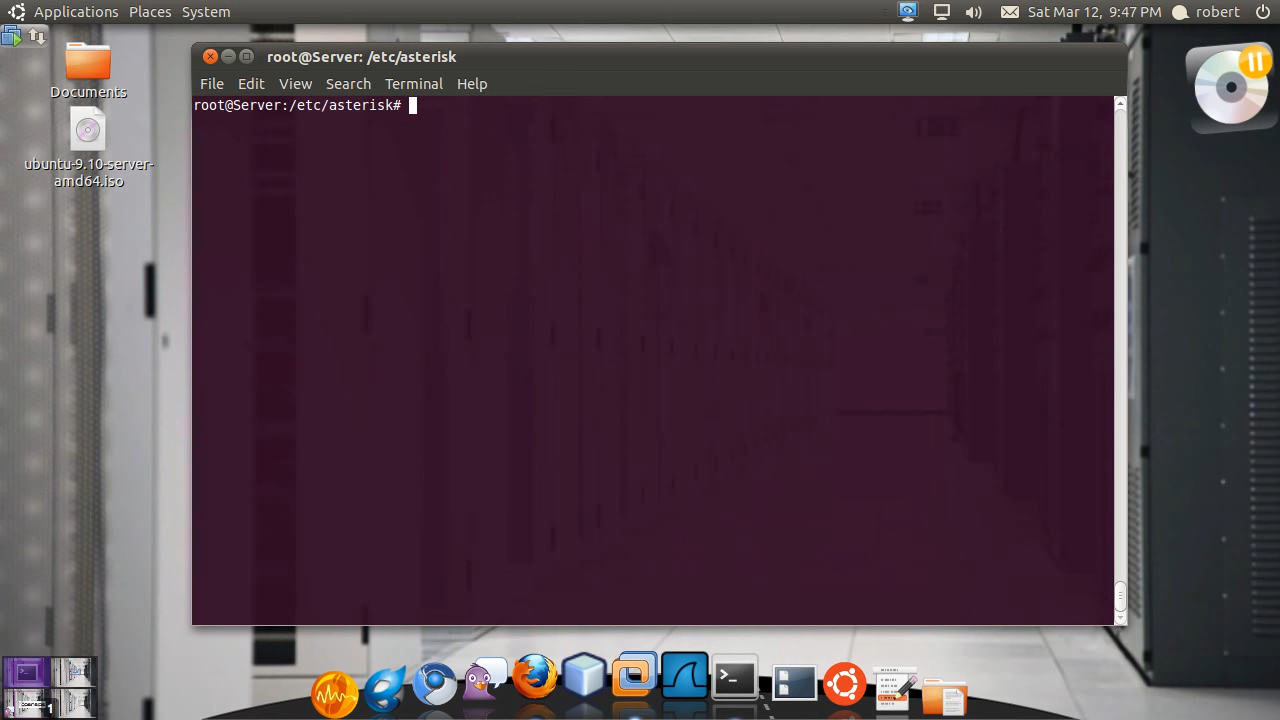 Applications Places System
Sat Mar 12, 9:47 PM robert
Documents
ubuntu-9.10-server-
amd64.iso
root@Server: /etc/asterisk
File Edit View Search Terminal Help
root@Server:/etc/asterisk#
1